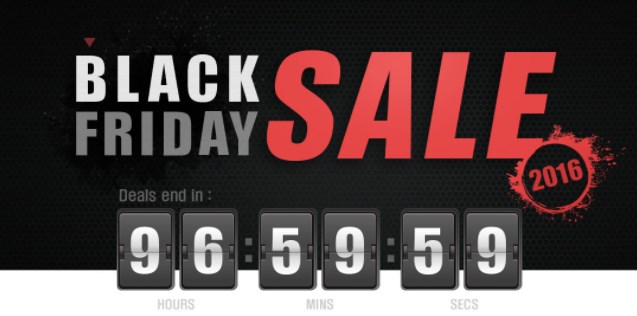 BLACK
FRIDAY
SALE
2016
Deals end in :
96:59:59
HOURS MINS SECS